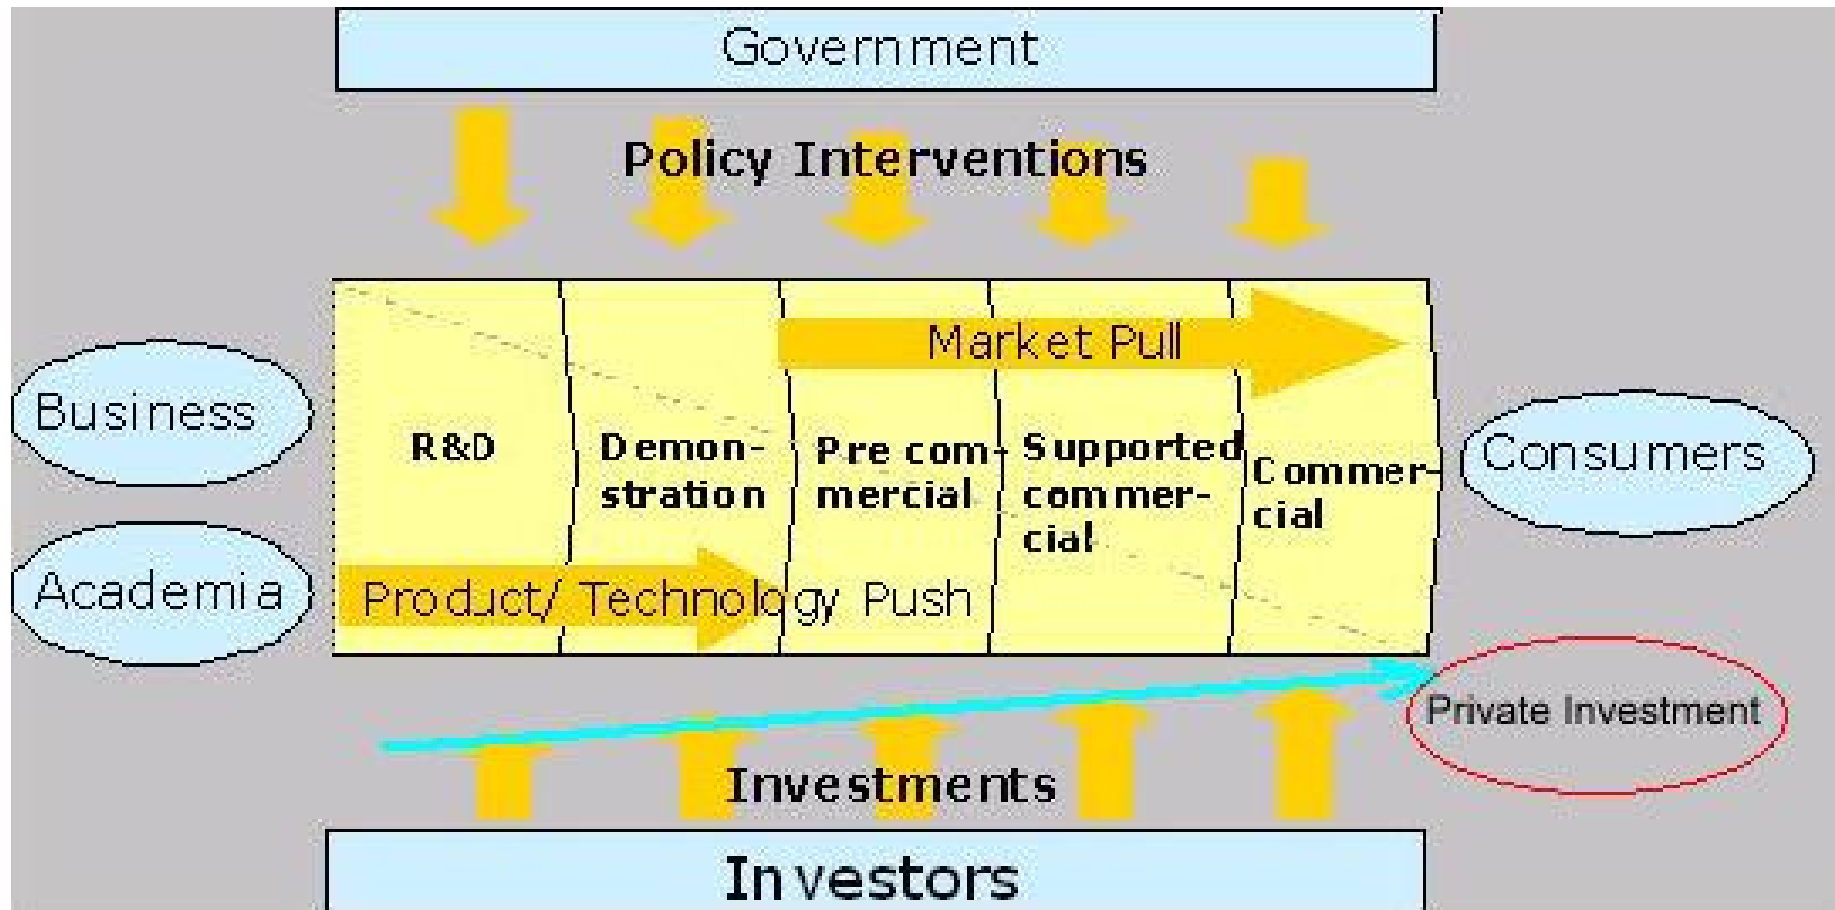 Government
Policy Interventions
Market Pull
Business
R&D
Demon-
stration
Pre com-
mercial
Supported
commer-
cial
Commer-
cial
Consumers
Academia
Product/ Technology Push
Private Investment
Investments
Investors